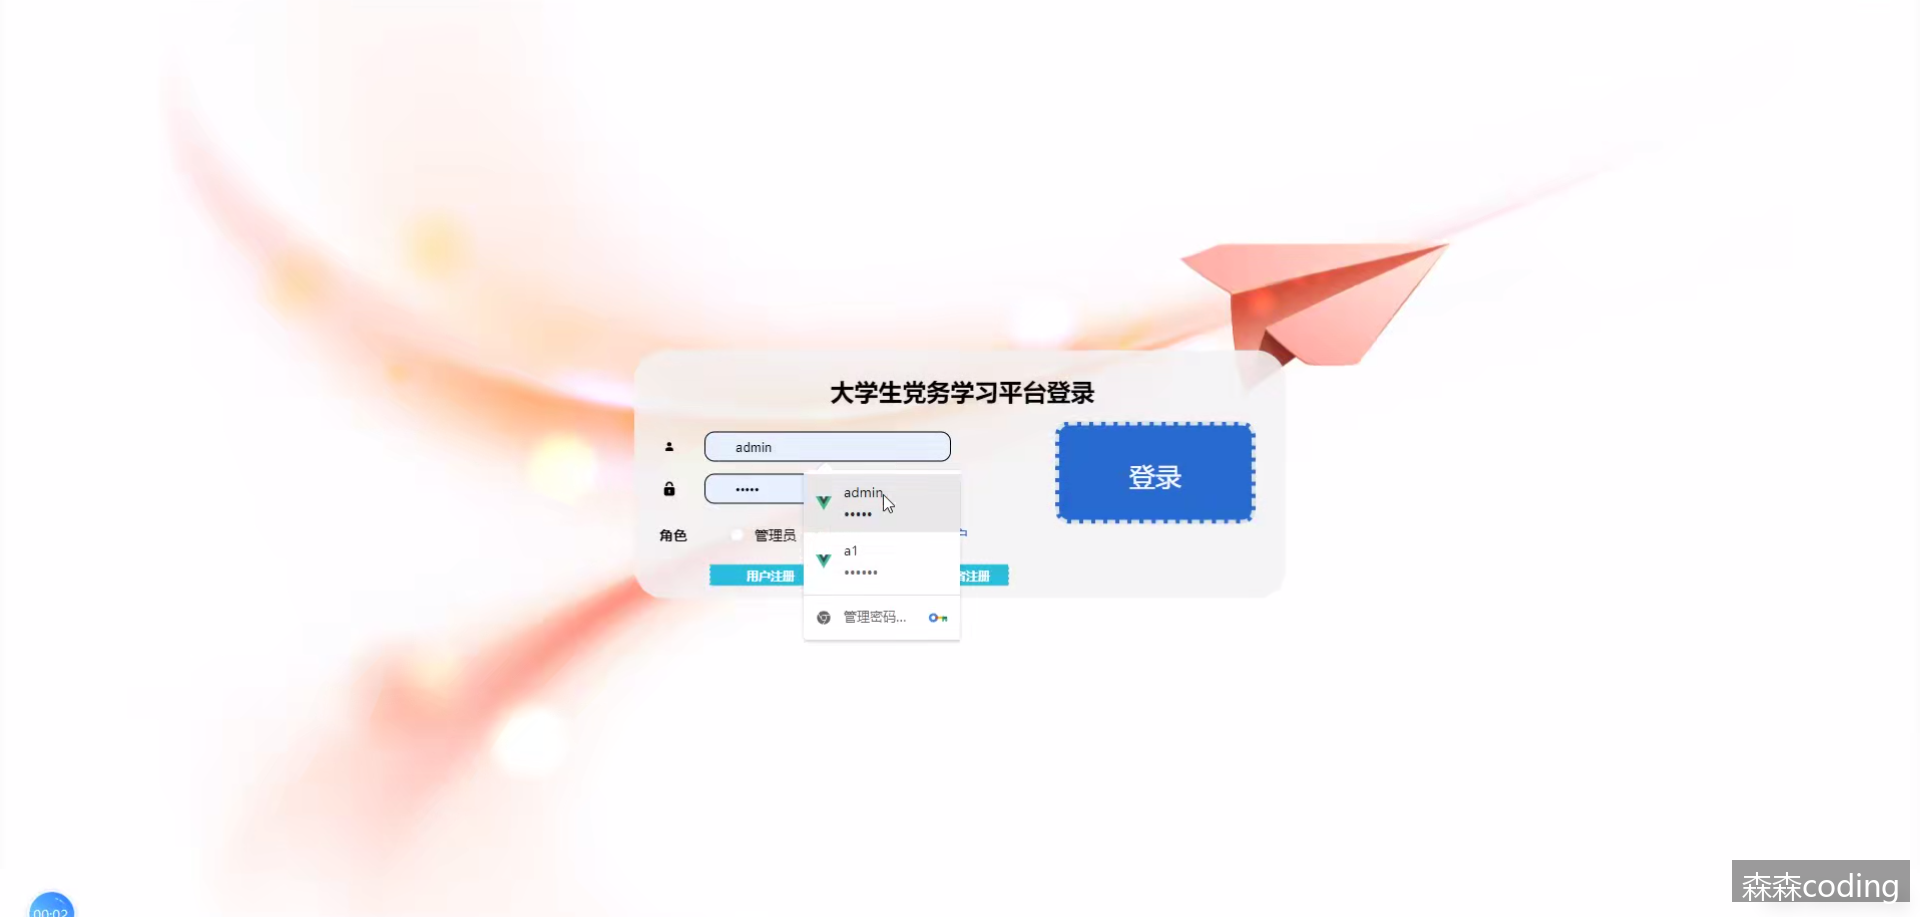 大学生党务学习平台登录
admin
•••••
登录
admin
•••••
角色
管理员
户
a1
••••••
用户注册
注册
管理密码...
森森coding
00:02